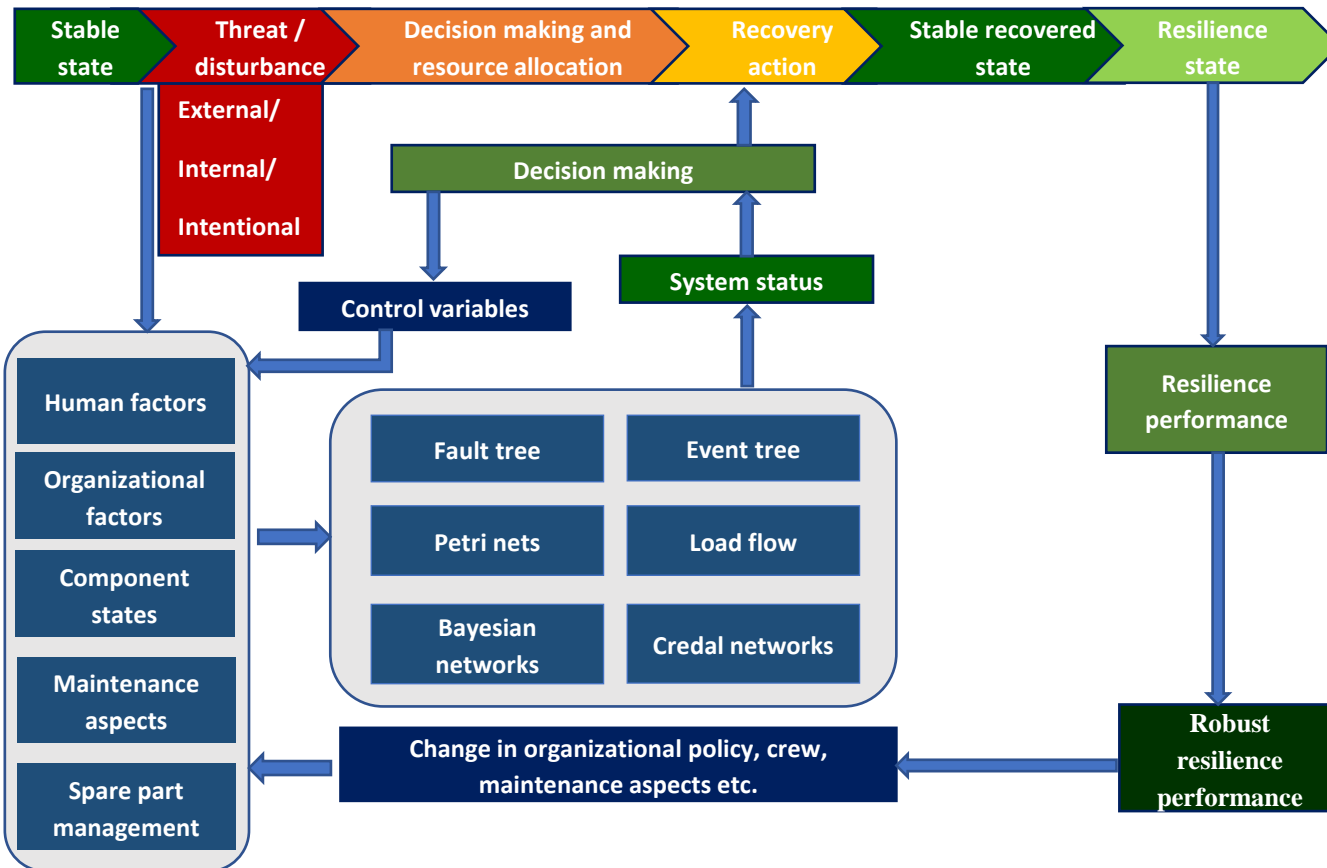 Stable
state
Threat /
disturbance
Decision making and
resource allocation
Recovery
action
Stable recovered
state
Resilience
state
External/
Internal/
Intentional
Decision making
System status
Control variables
Human factors
Organizational
factors
Component
states
Maintenance
aspects
Spare part
management
Fault tree
Event tree
Petri nets
Load flow
Bayesian
networks
Credal networks
Resilience
performance
Robust
resilience
performance
Change in organizational policy, crew,
maintenance aspects etc.